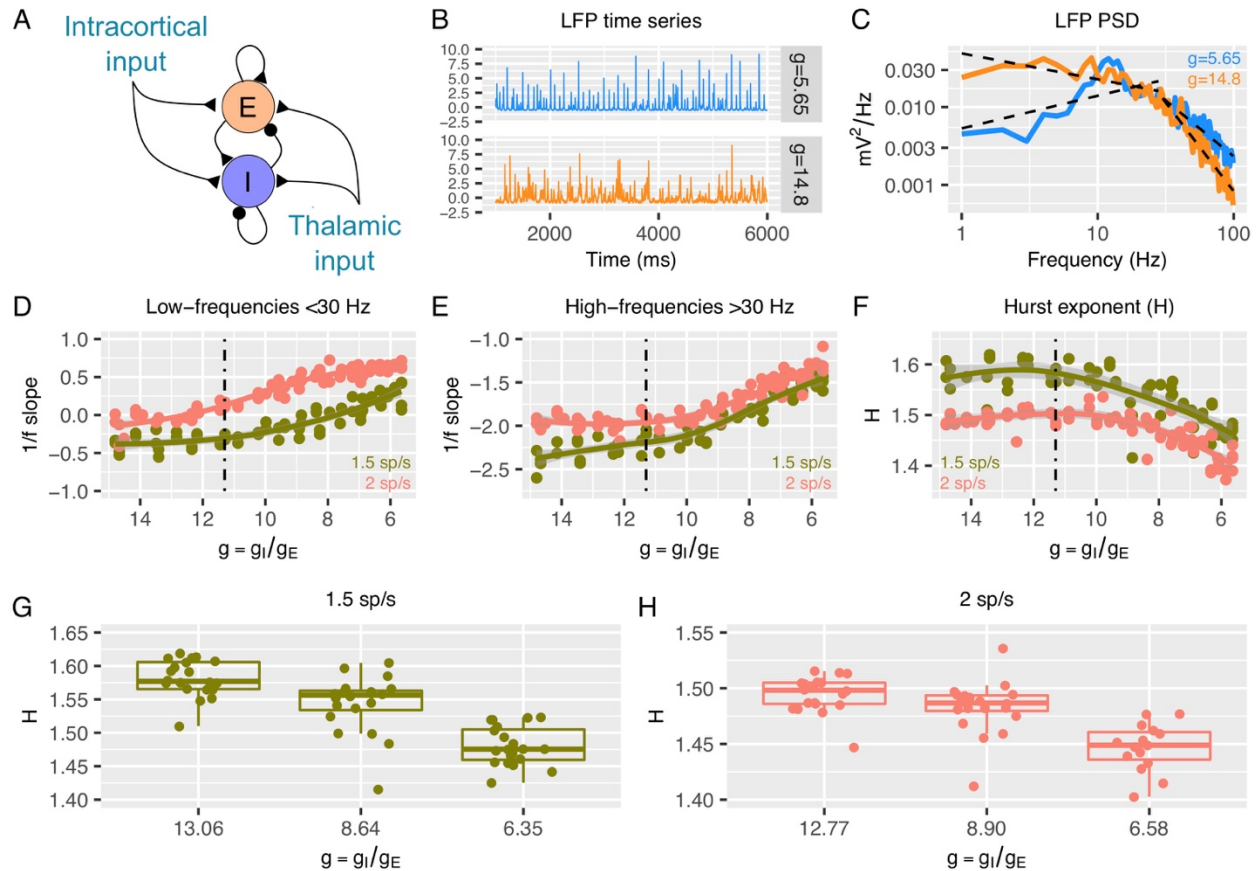 A
Intracortical
input
E
I
Thalamic
input
B
LFP time series
10.0
7.5
5.0
2.5
0.0
−2.5
g=5.65
10.0
7.5
5.0
2.5
0.0
−2.5
g=14.8
2000
4000
6000
Time (ms)
C
LFP PSD
g=5.65
g=14.8
mV²/Hz
0.030
0.010
0.003
0.001
1
10
100
Frequency (Hz)
D
Low−frequencies <30 Hz
1/f slope
1.0
0.5
0.0
−0.5
−1.0
1.5 sp/s
2 sp/s
14 12 10 8 6
g = gI/gE
E
High−frequencies >30 Hz
1/f slope
−1.0
−1.5
−2.0
−2.5
1.5 sp/s
2 sp/s
14 12 10 8 6
g = gI/gE
F
Hurst exponent (H)
H
1.6
1.5
1.4
1.5 sp/s
2 sp/s
14 12 10 8 6
g = gI/gE
G
1.5 sp/s
H
1.65
1.60
1.55
1.50
1.45
1.40
13.06 8.64 6.35
g = gI/gE
H
2 sp/s
H
1.55
1.50
1.45
1.40
12.77 8.90 6.58
g = gI/gE